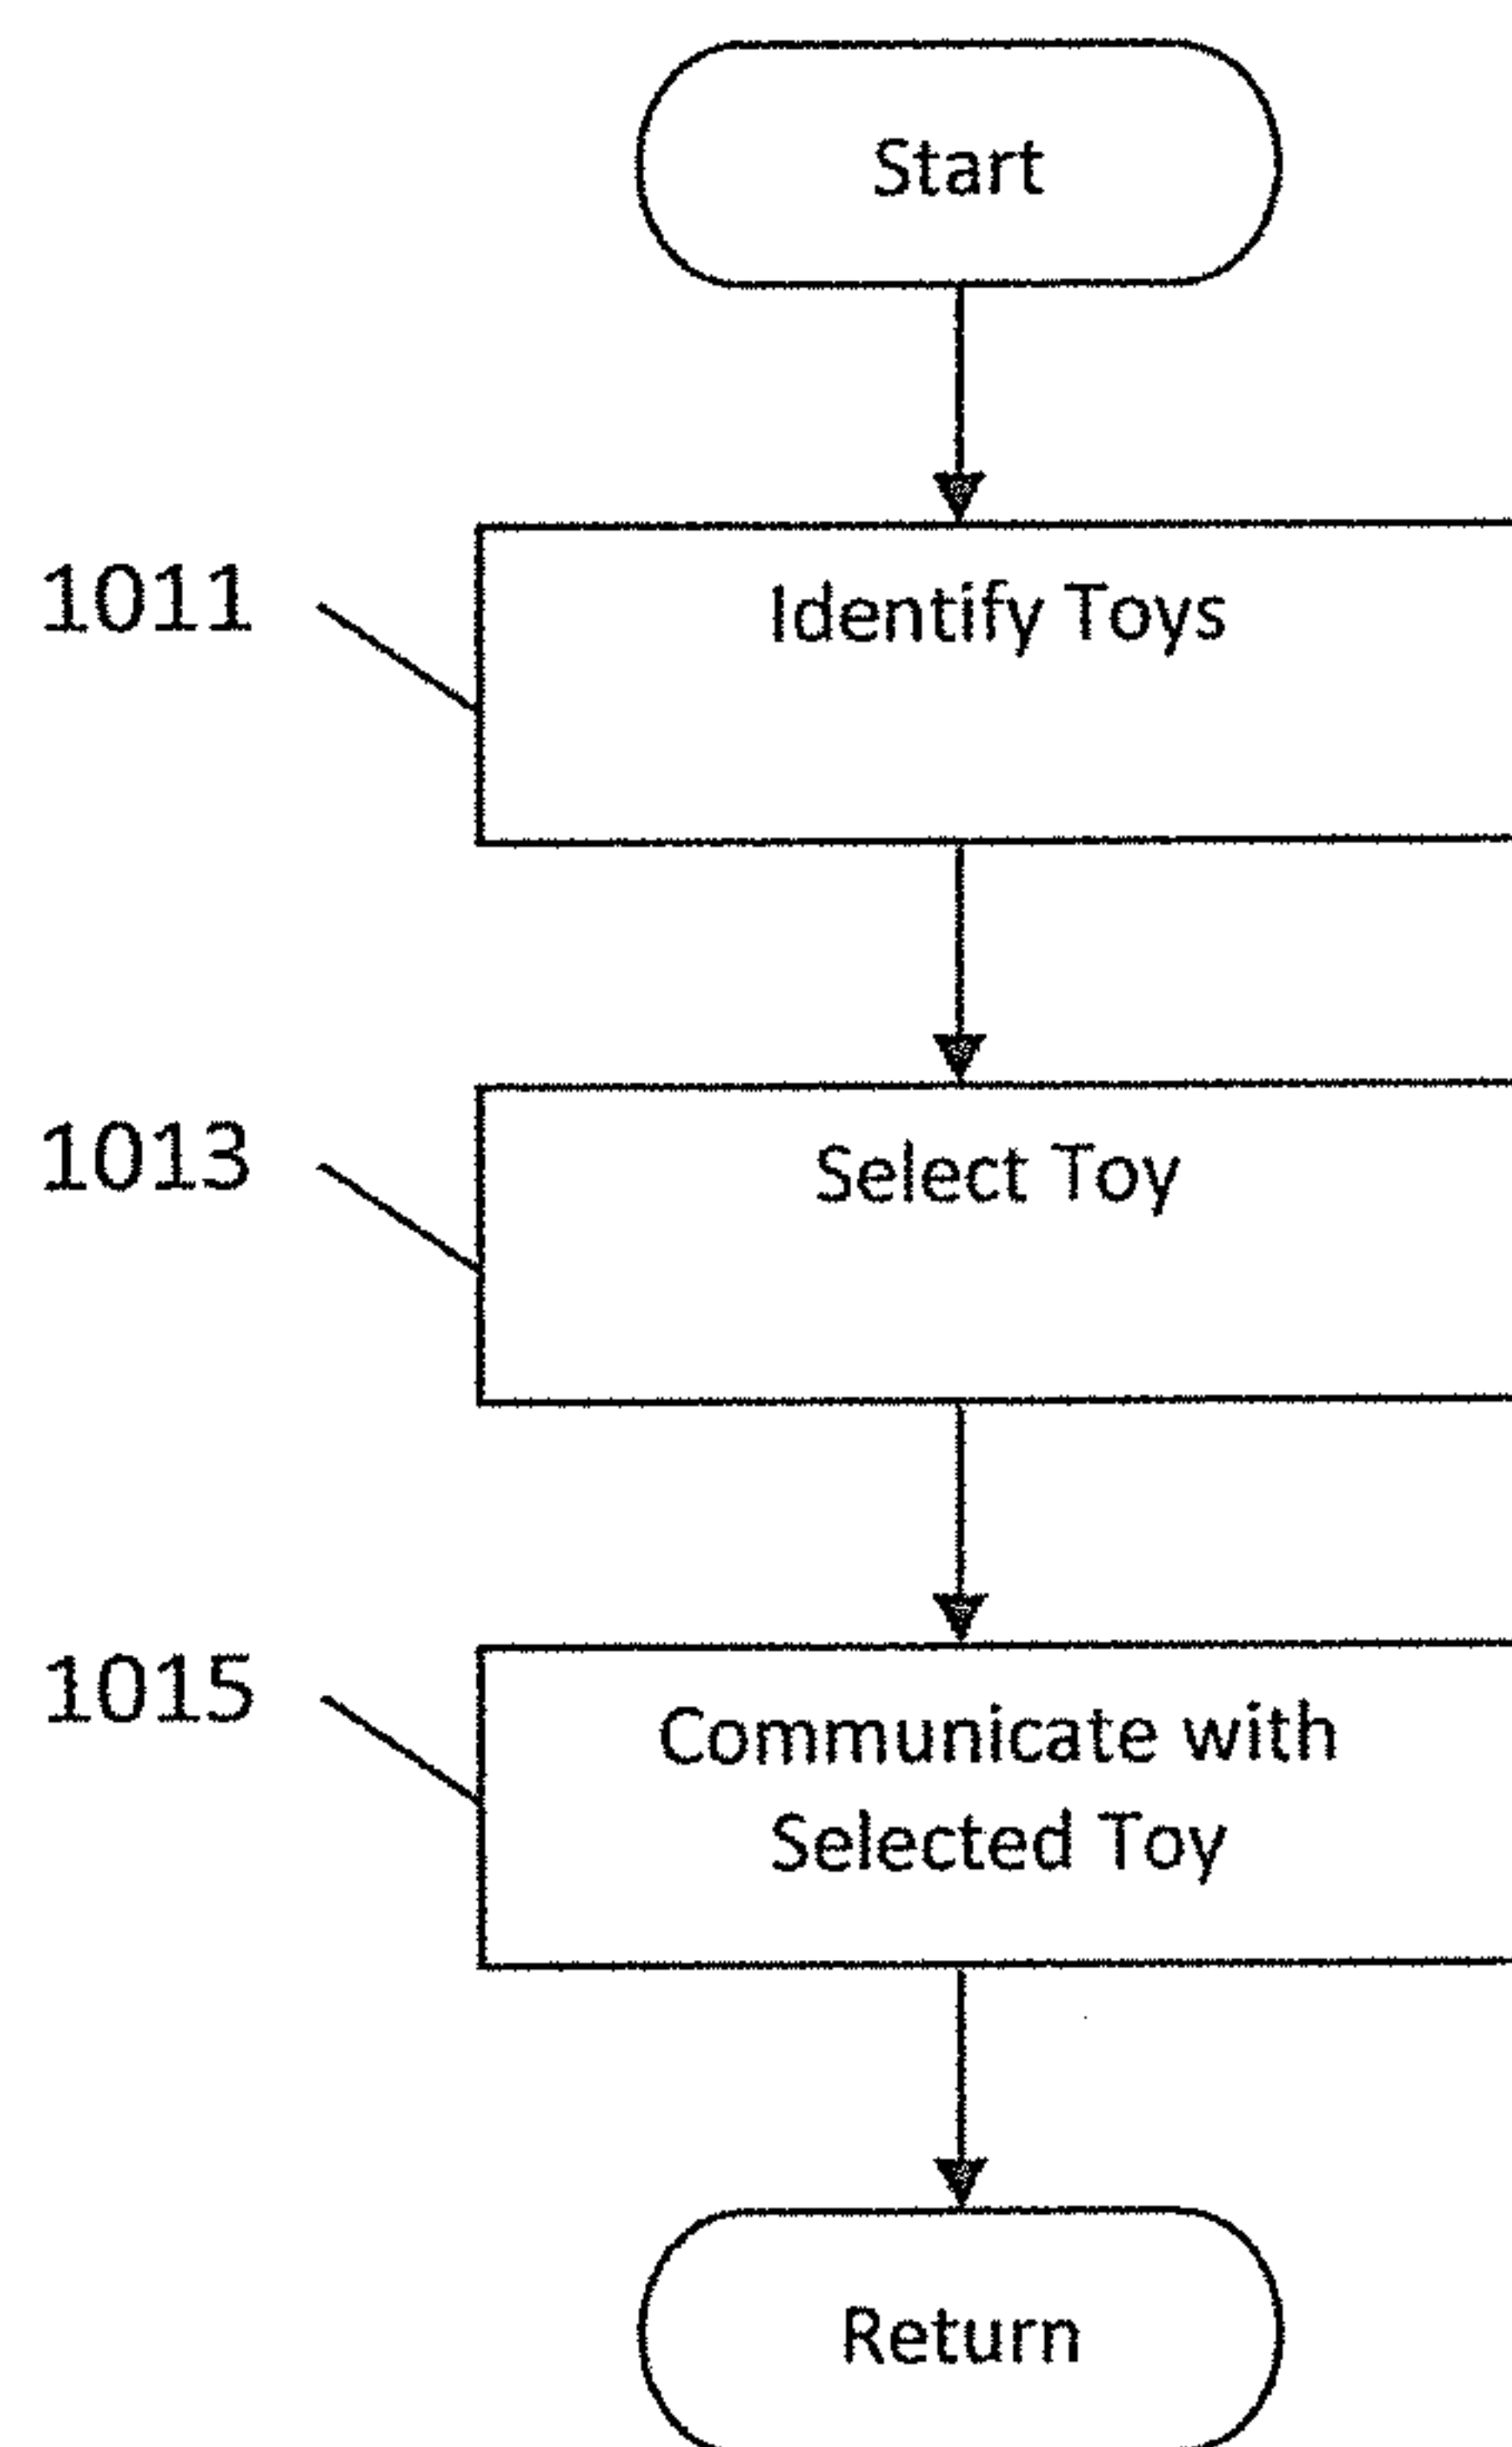 Start
1011
Identify Toys
1013
Select Toy
1015
Communicate with
Selected Toy
Return